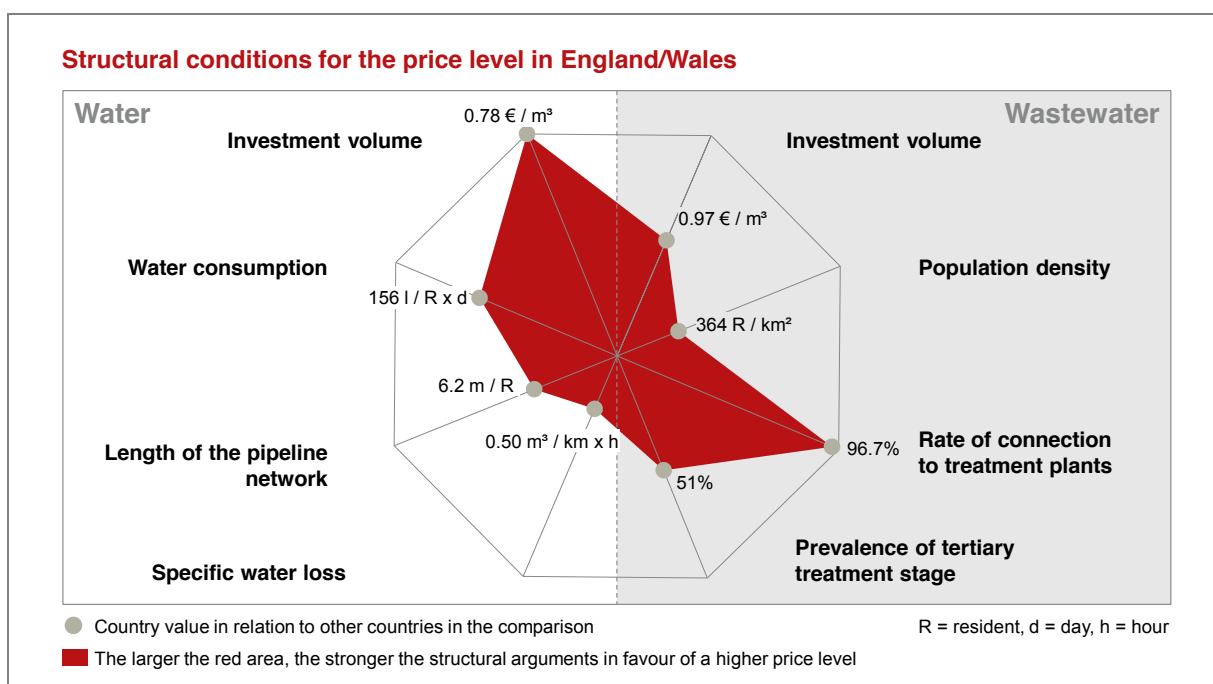 Structural conditions for the price level in England/Wales
Water
Wastewater
0.78 € / m³
Investment volume
Investment volume
0.97 € / m³
Water consumption
Population density
156 l / R x d
364 R / km²
6.2 m / R
0.50 m³ / km x h
Length of the pipeline
network
96.7%
Rate of connection
to treatment plants
51%
Specific water loss
Prevalence of tertiary
treatment stage
Country value in relation to other countries in the comparison
R = resident, d = day, h = hour
The larger the red area, the stronger the structural arguments in favour of a higher price level